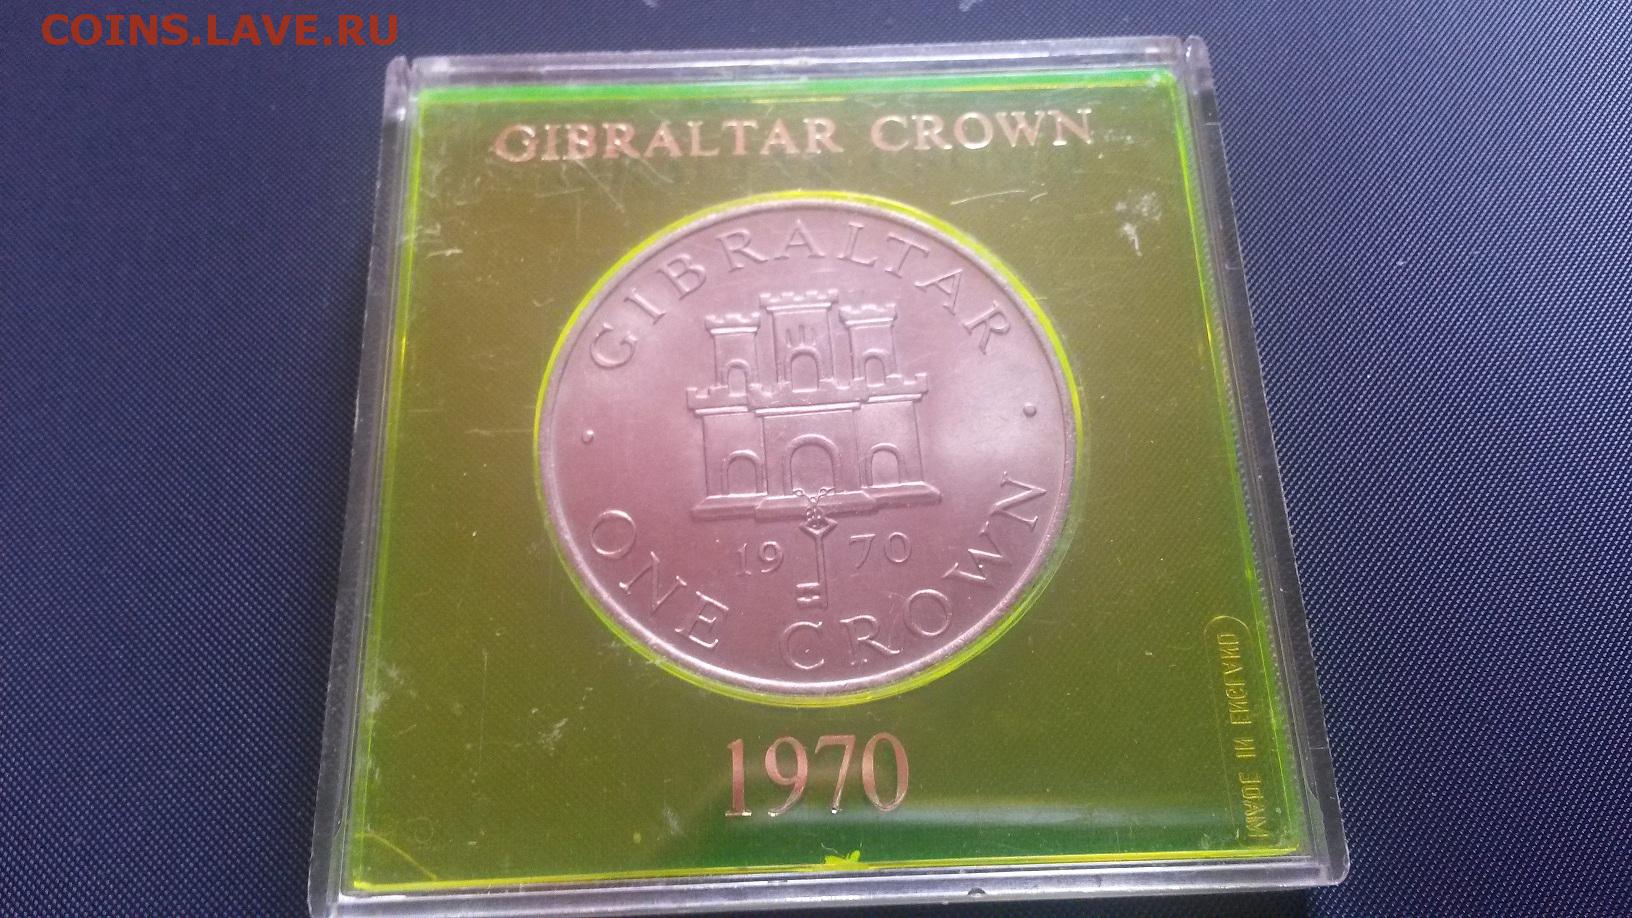 COINS.LAVE.RU
GIBRALTAR CROWN
· GIBRALTAR ·
19 70
ONE CROWN
1970
MADE IN ENGLAND